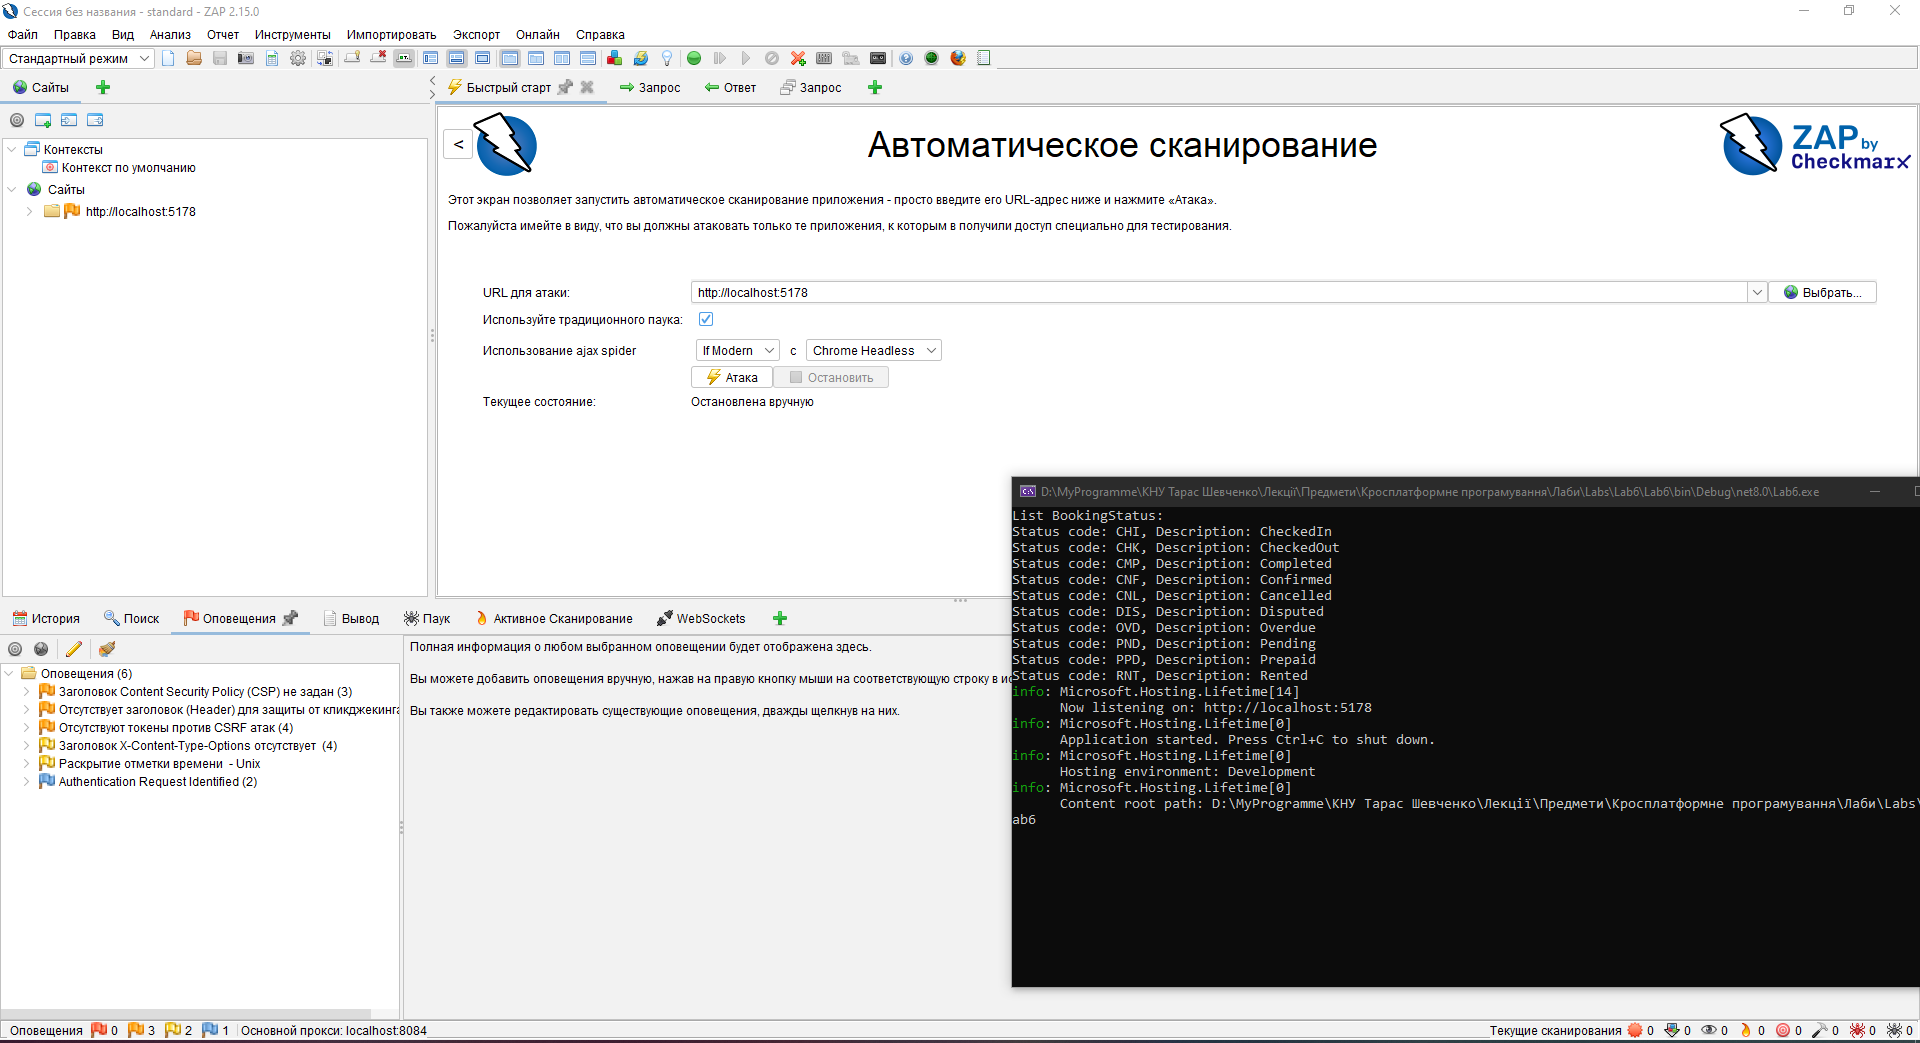 Сессия без названия - standard - ZAP 2.15.0
Файл Правка Вид Анализ Отчет Инструменты Импортировать Экспорт Онлайн Справка
Стандартный режим
Сайты
Быстрый старт Запрос Ответ Запрос
Контексты
Контекст по умолчанию
Сайты
http://localhost:5178
<
Автоматическое сканирование
ZAP by
Checkmarx
Этот экран позволяет запустить автоматическое сканирование приложения - просто введите его URL-адрес ниже и нажмите «Атака».
Пожалуйста имейте в виду, что вы должны атаковать только те приложения, к которым в получили доступ специально для тестирования.
URL для атаки: http://localhost:5178 Выбрать...
Используйте традиционного паука:
Использование ajax spider If Modern с Chrome Headless
Атака Остановить
Текущее состояние: Остановлена вручную
История Поиск Оповещения Вывод Паук Активное Сканирование WebSockets
Оповещения (6)
Заголовок Content Security Policy (CSP) не задан (3)
Отсутствует заголовок (Header) для защиты от кликджекинга
Отсутствуют токены против CSRF атак (4)
Заголовок X-Content-Type-Options отсутствует (4)
Раскрытие отметки времени - Unix
Authentication Request Identified (2)
Полная информация о любом выбранном оповещении будет отображена здесь.
Вы можете добавить оповещения вручную, нажав на правую кнопку мыши на соответствующую строку в ис
Вы также можете редактировать существующие оповещения, дважды щелкнув на них.
D:\MyProgramme\КНУ Тарас Шевченко\Лекції\Предмети\Кросплатформне програмування\Лаби\Labs\Lab6\Lab6\bin\Debug\net8.0\Lab6.exe
List BookingStatus:
Status code: CHI, Description: CheckedIn
Status code: CHK, Description: CheckedOut
Status code: CMP, Description: Completed
Status code: CNF, Description: Confirmed
Status code: CNL, Description: Cancelled
Status code: DIS, Description: Disputed
Status code: OVD, Description: Overdue
Status code: PND, Description: Pending
Status code: PPD, Description: Prepaid
Status code: RNT, Description: Rented
info: Microsoft.Hosting.Lifetime[14]
Now listening on: http://localhost:5178
info: Microsoft.Hosting.Lifetime[0]
Application started. Press Ctrl+C to shut down.
info: Microsoft.Hosting.Lifetime[0]
Hosting environment: Development
info: Microsoft.Hosting.Lifetime[0]
Content root path: D:\MyProgramme\КНУ Тарас Шевченко\Лекції\Предмети\Кросплатформне програмування\Лаби\Labs\
ab6
Оповещения 0 3 2 1 Основной прокси: localhost:8084
Текущие сканирования 0 0 0 0 0 0 0 0